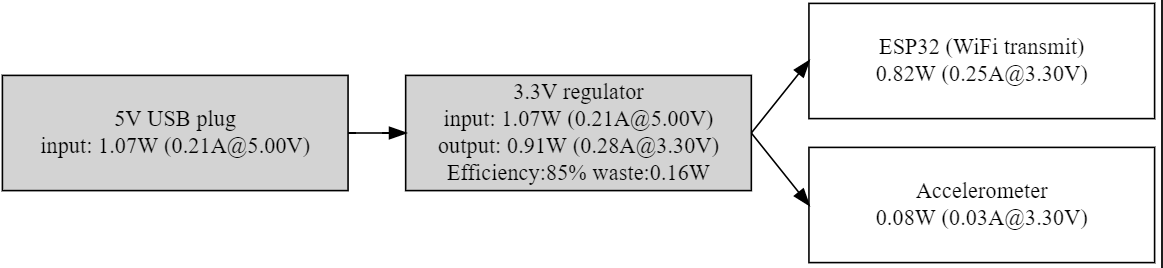 5V USB plug
input: 1.07W (0.21A@5.00V)
3.3V regulator
input: 1.07W (0.21A@5.00V)
output: 0.91W (0.28A@3.30V)
Efficiency:85% waste:0.16W
ESP32 (WiFi transmit)
0.82W (0.25A@3.30V)
Accelerometer
0.08W (0.03A@3.30V)